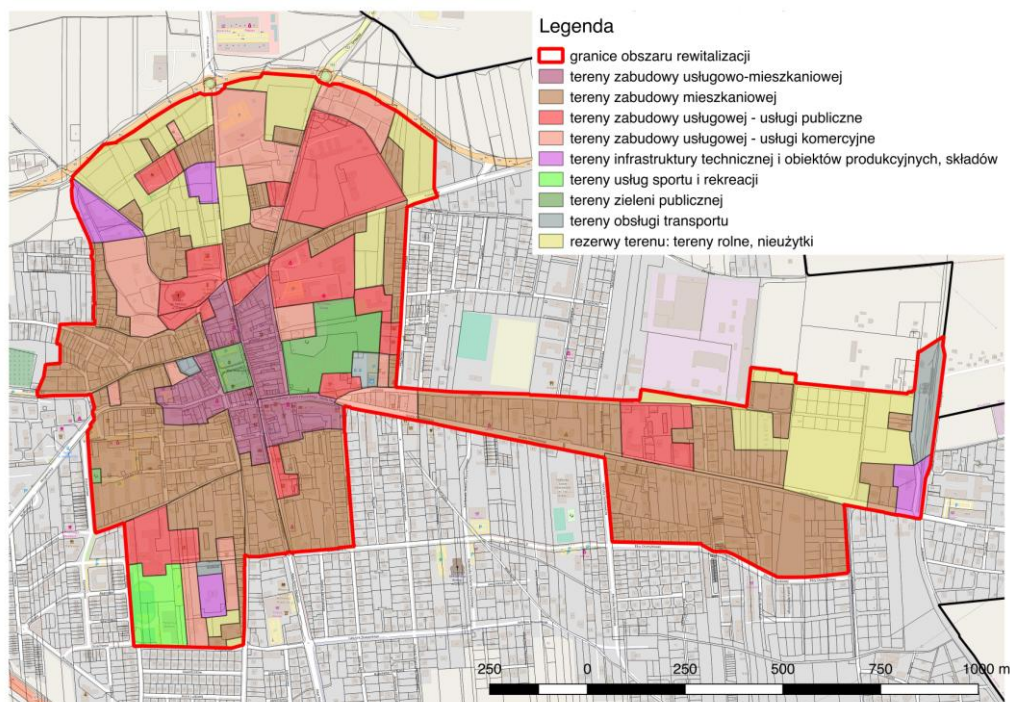 Legenda
granice obszaru rewitalizacji
tereny zabudowy usługowo-mieszkaniowej
tereny zabudowy mieszkaniowej
tereny zabudowy usługowej - usługi publiczne
tereny zabudowy usługowej - usługi komercyjne
tereny infrastruktury technicznej i obiektów produkcyjnych, składów
tereny usług sportu i rekreacji
tereny zieleni publicznej
tereny obsługi transportu
rezerwy terenu: tereny rolne, nieużytki
250 0 250 500 750 1000 m